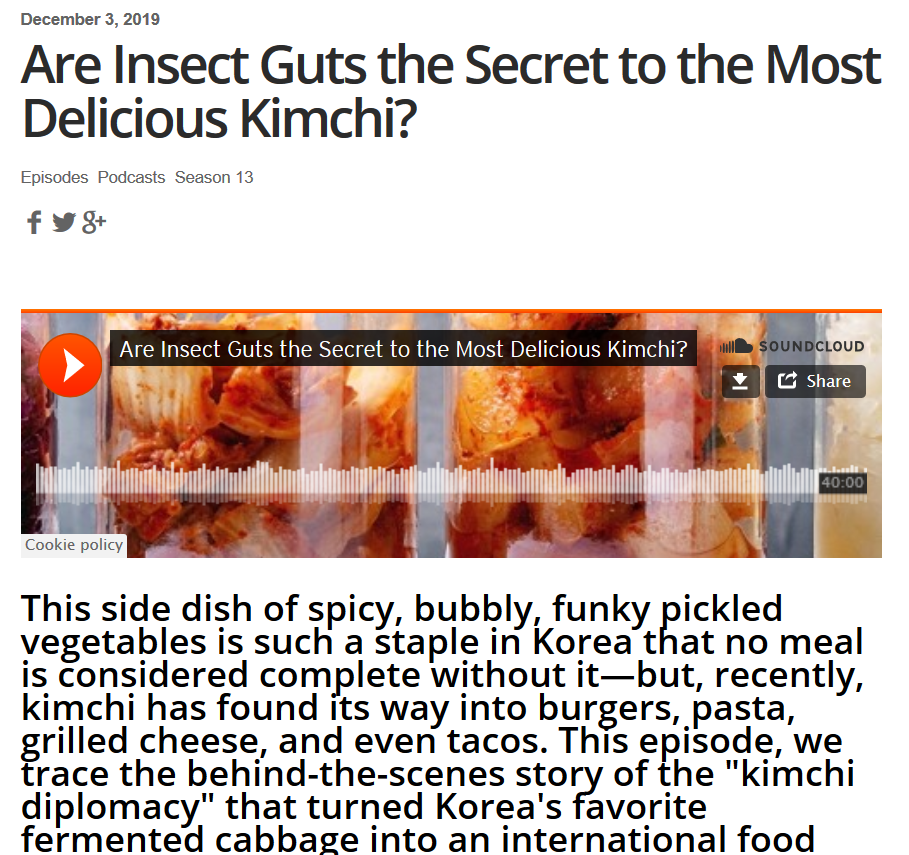 December 3, 2019
Are Insect Guts the Secret to the Most
Delicious Kimchi?
Episodes Podcasts Season 13
Are Insect Guts the Secret to the Most Delicious Kimchi?
SOUNDCLOUD
Share
40:00
Cookie policy
This side dish of spicy, bubbly, funky pickled
vegetables is such a staple in Korea that no meal
is considered complete without it—but, recently,
kimchi has found its way into burgers, pasta,
grilled cheese, and even tacos. This episode, we
trace the behind-the-scenes story of the "kimchi
diplomacy" that turned Korea's favorite
fermented cabbage into an international food